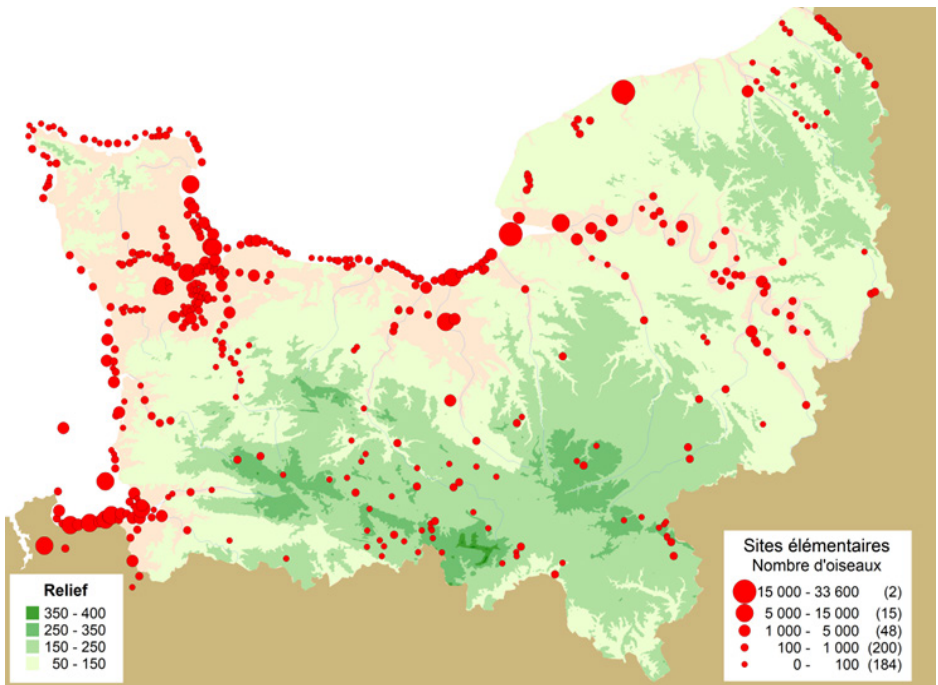 Relief
350 - 400
250 - 350
150 - 250
50 - 150
Sites élémentaires
Nombre d'oiseaux
15 000 - 33 600 (2)
5 000 - 15 000 (15)
1 000 - 5 000 (48)
100 - 1 000 (200)
0 - 100 (184)